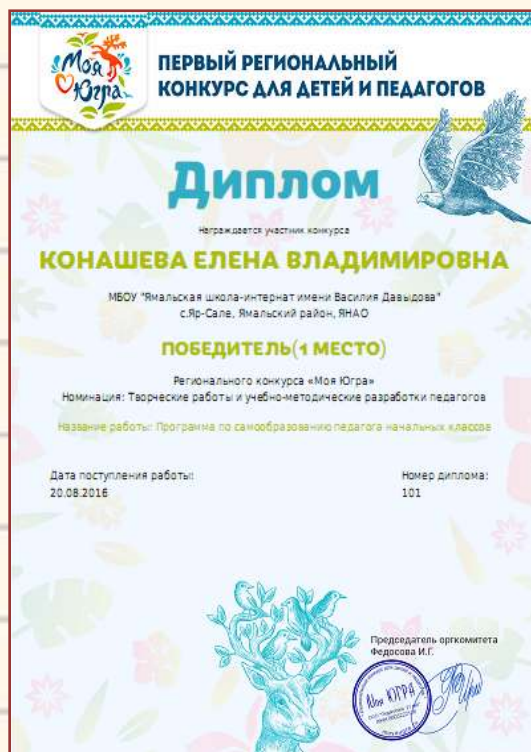 Моя
Югра
ПЕРВЫЙ РЕГИОНАЛЬНЫЙ
КОНКУРС ДЛЯ ДЕТЕЙ И ПЕДАГОГОВ
Диплом
Награждается участник конкурса
КОНАШЕВА ЕЛЕНА ВЛАДИМИРОВНА
МБОУ "Ямальская школа-интернат имени Василия Давыдова"
с.Яр-Сале, Ямальский район, ЯНАО
ПОБЕДИТЕЛЬ(1 МЕСТО)
Регионального конкурса «Моя Югра»
Номинация: Творческие работы и учебно-методические разработки педагогов
Название работы: Программа по самообразованию педагога начальных классов
Дата поступления работы:
20.08.2016
Номер диплома:
101
Председатель оргкомитета
Федосова И.Г.
Моя ЮГРА